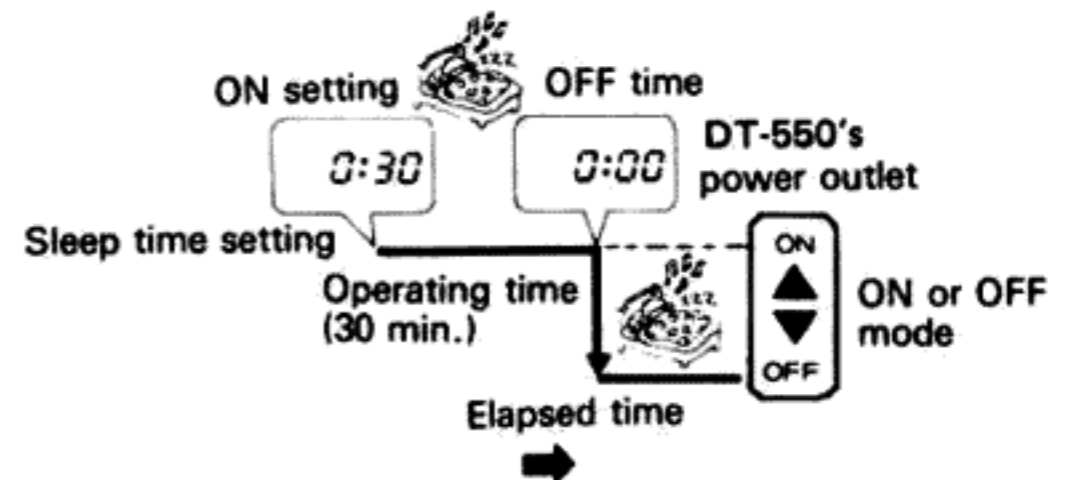 ON setting
OFF time
0:30
0:00
DT-550's
power outlet
Sleep time setting
ON
Operating time
(30 min.)
ON or OFF
mode
OFF
Elapsed time